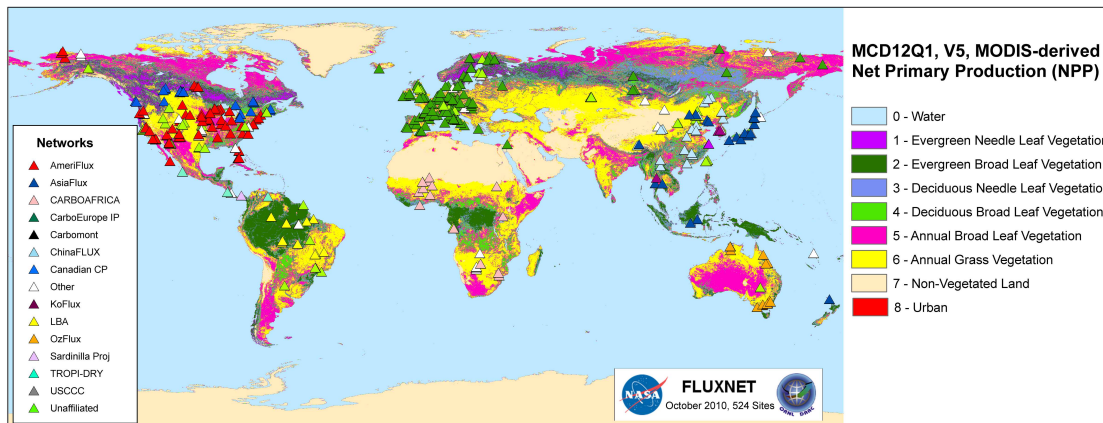 MCD12Q1, V5, MODIS-derived
Net Primary Production (NPP)
0 - Water
1 - Evergreen Needle Leaf Vegetation
2 - Evergreen Broad Leaf Vegetation
3 - Deciduous Needle Leaf Vegetation
4 - Deciduous Broad Leaf Vegetation
5 - Annual Broad Leaf Vegetation
6 - Annual Grass Vegetation
7 - Non-Vegetated Land
8 - Urban
Networks
AmeriFlux
AsiaFlux
CARBOAFRICA
CarboEurope IP
Carbomont
ChinaFLUX
Canadian CP
Other
KoFlux
LBA
OzFlux
Sardinilla Proj
TROPI-DRY
USCCC
Unaffiliated
NASA
FLUXNET
October 2010, 524 Sites
ORNL DAAC